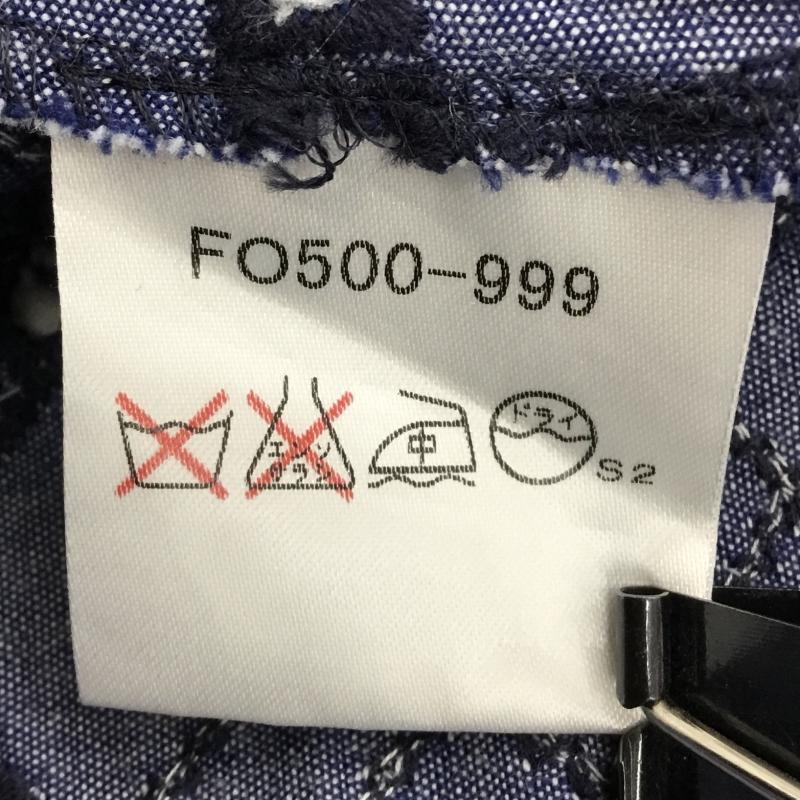 FO500-999
エンソ
サラシ
中
ドライ
S2